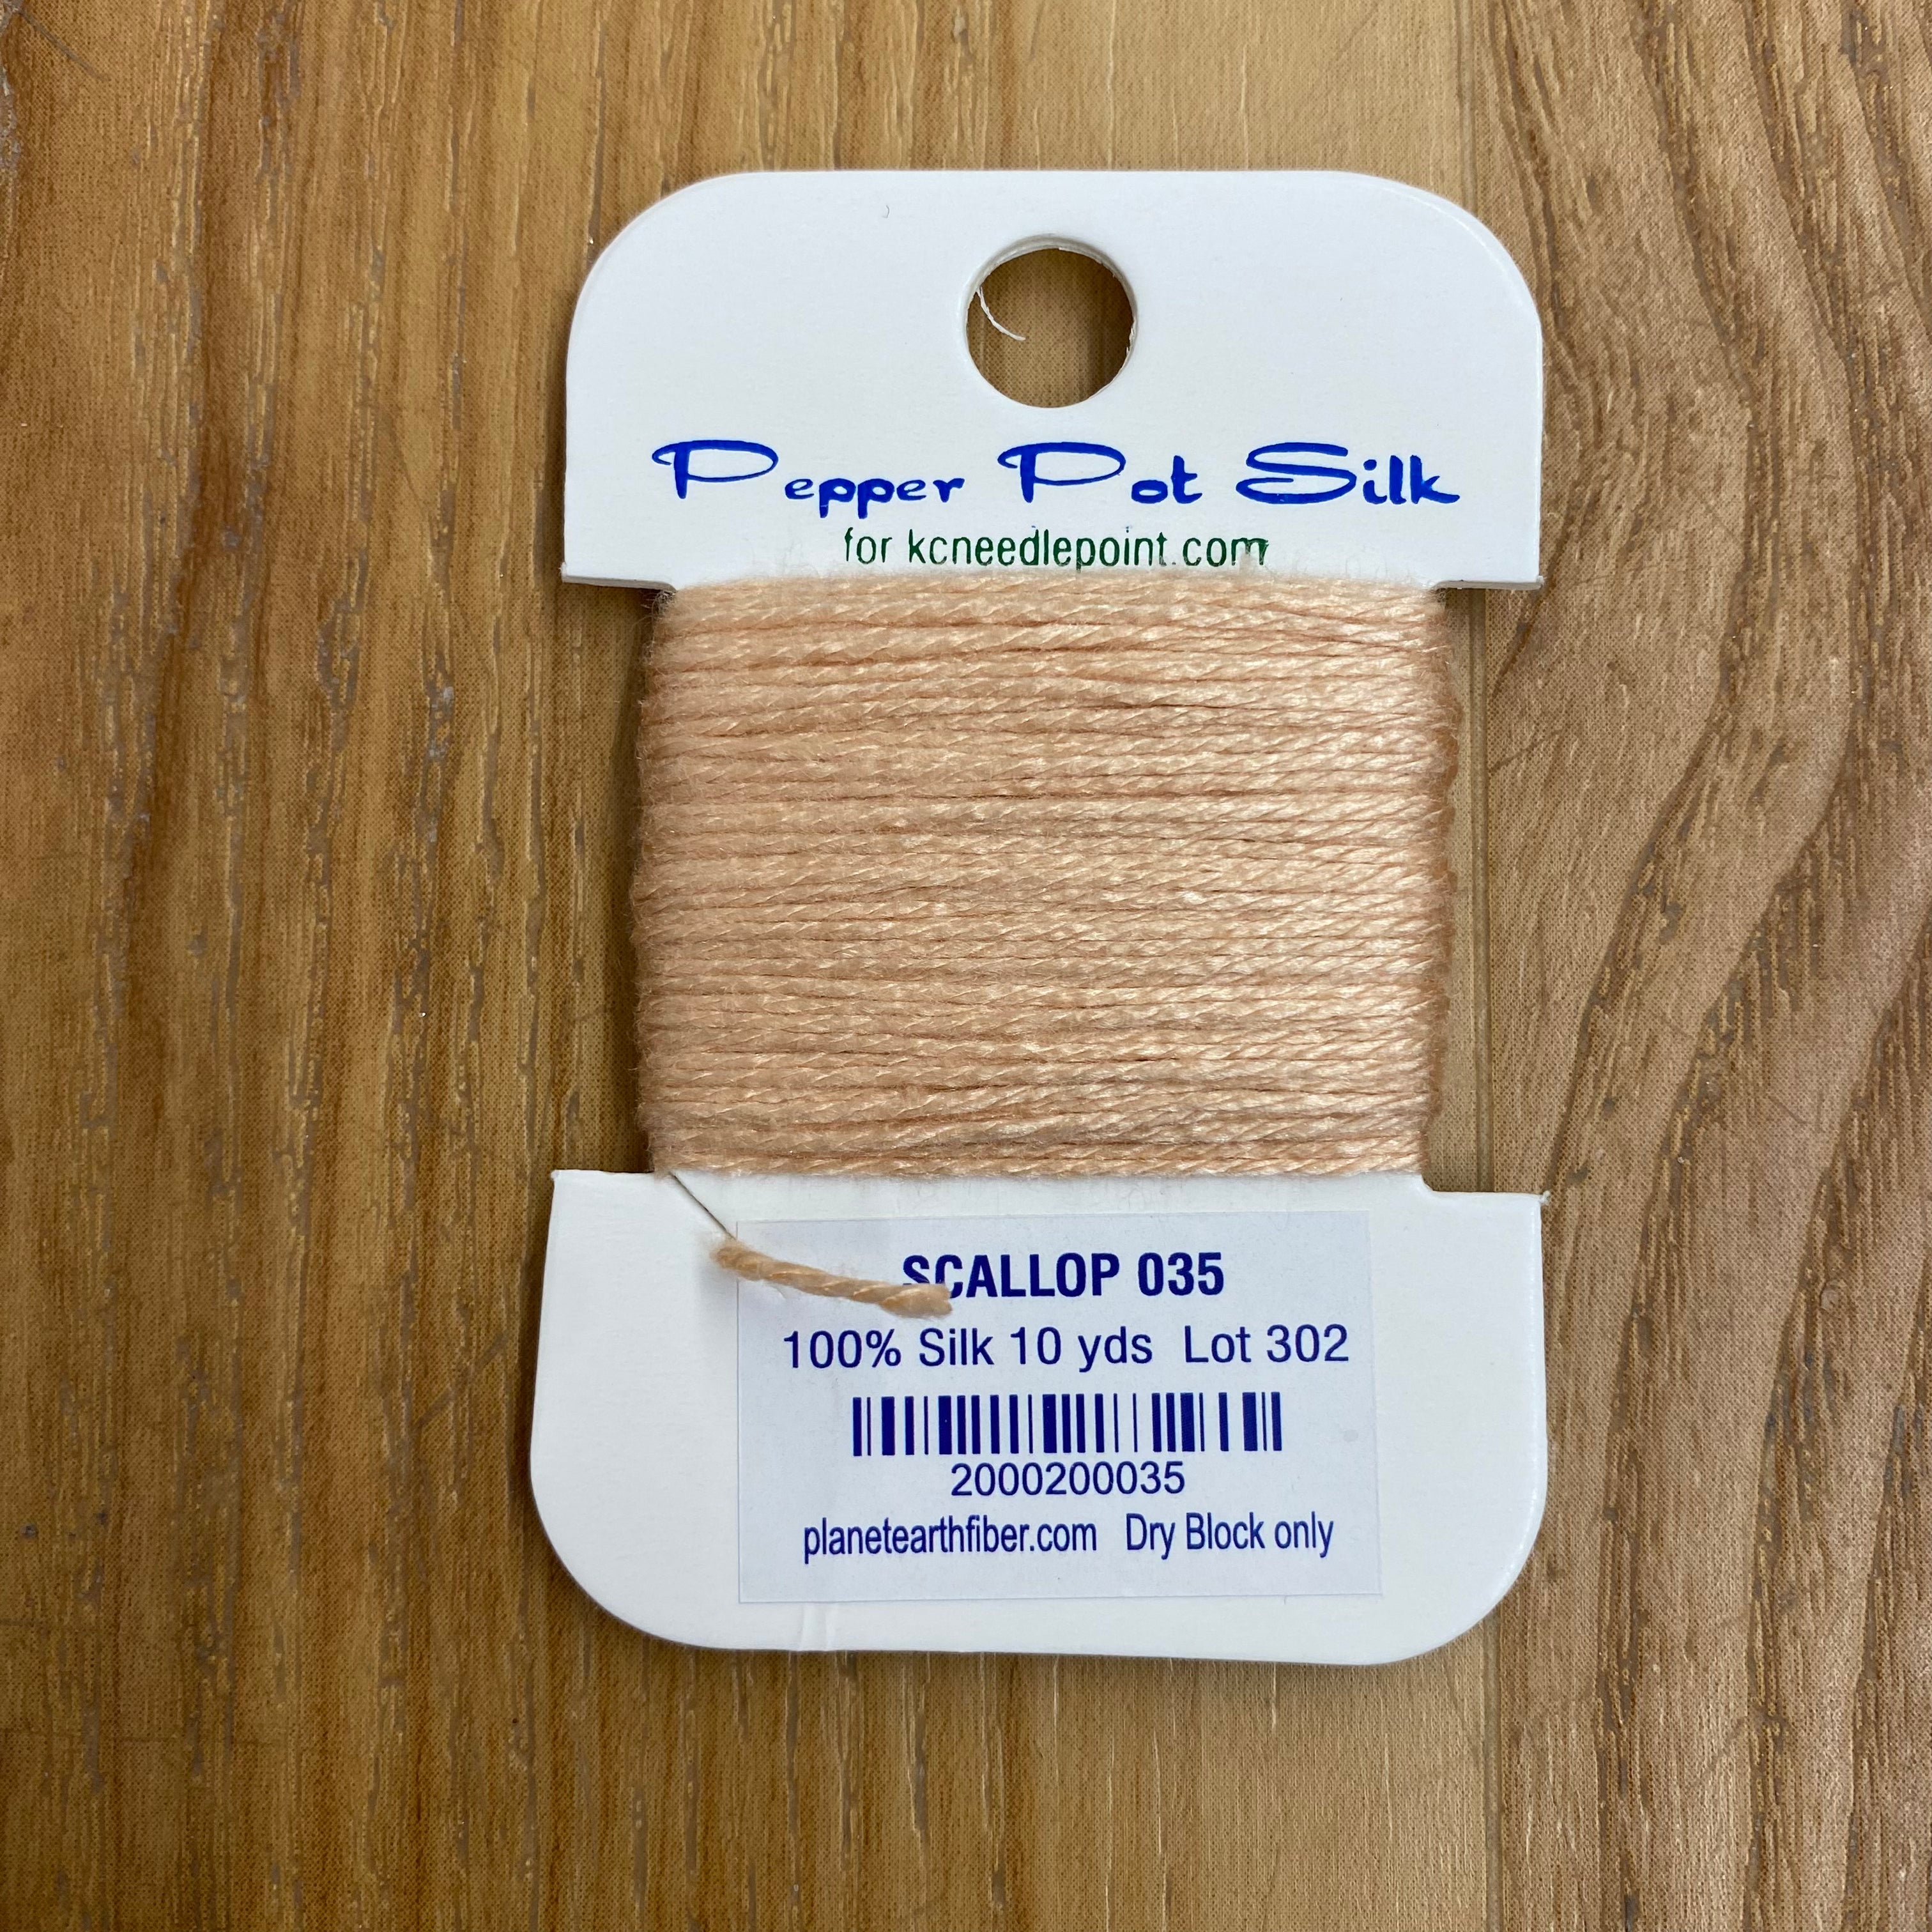 Pepper Pot Silk
for kcneedlepoint.com
SCALLOP 035
100% Silk 10 yds Lot 302
2000200035
planetearthfiber.com Dry Block only